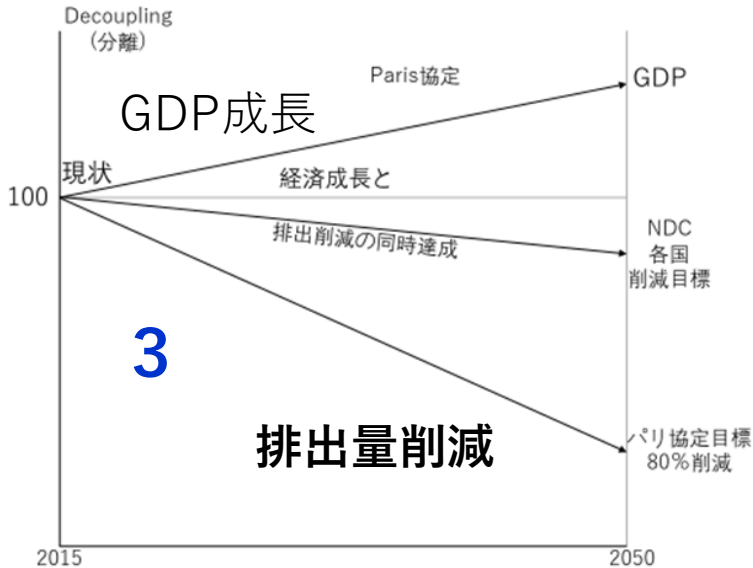 Decoupling
(分離)
Paris協定
GDP
GDP成長
現状
経済成長と
100
排出削減の同時達成
NDC
各国
削減目標
3
排出量削減
パリ協定目標
80%削減
2015
2050